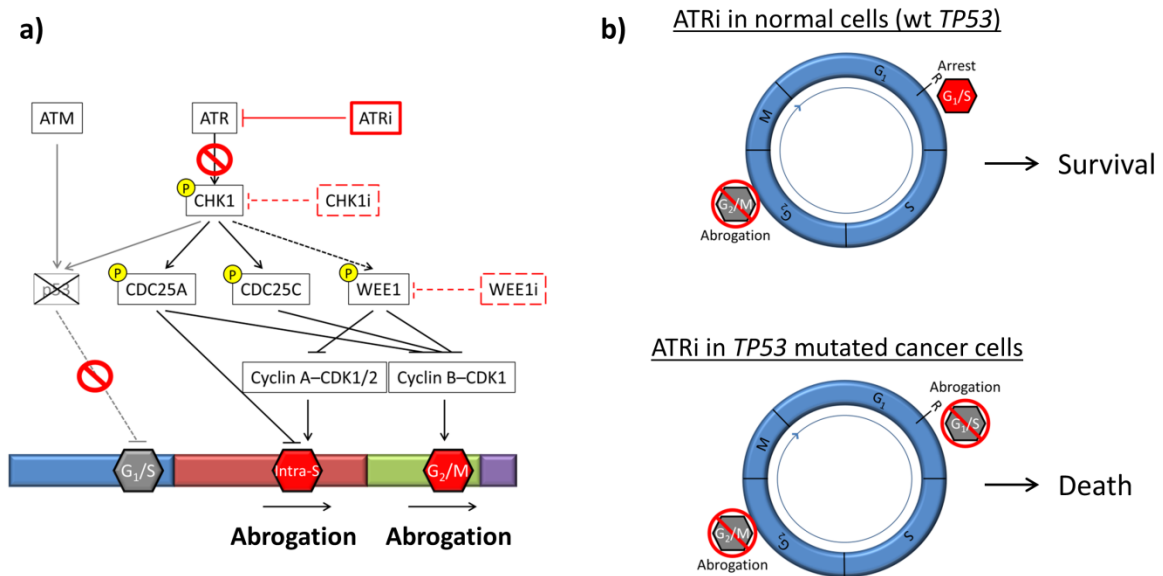 a)
ATM
ATR
ATRi
P
CHK1
CHK1i
p53
P
CDC25A
P
CDC25C
P
WEE1
WEE1i
Cyclin A–CDK1/2
Cyclin B–CDK1
G₁/S
Intra-S
G₂/M
Abrogation
Abrogation
b)
ATRi in normal cells (wt TP53)
Arrest
G₁
R
G₁/S
M
Survival
G₂/M
G₂
S
Abrogation
ATRi in TP53 mutated cancer cells
Abrogation
G₁
R
G₁/S
M
Death
G₂/M
G₂
S
Abrogation